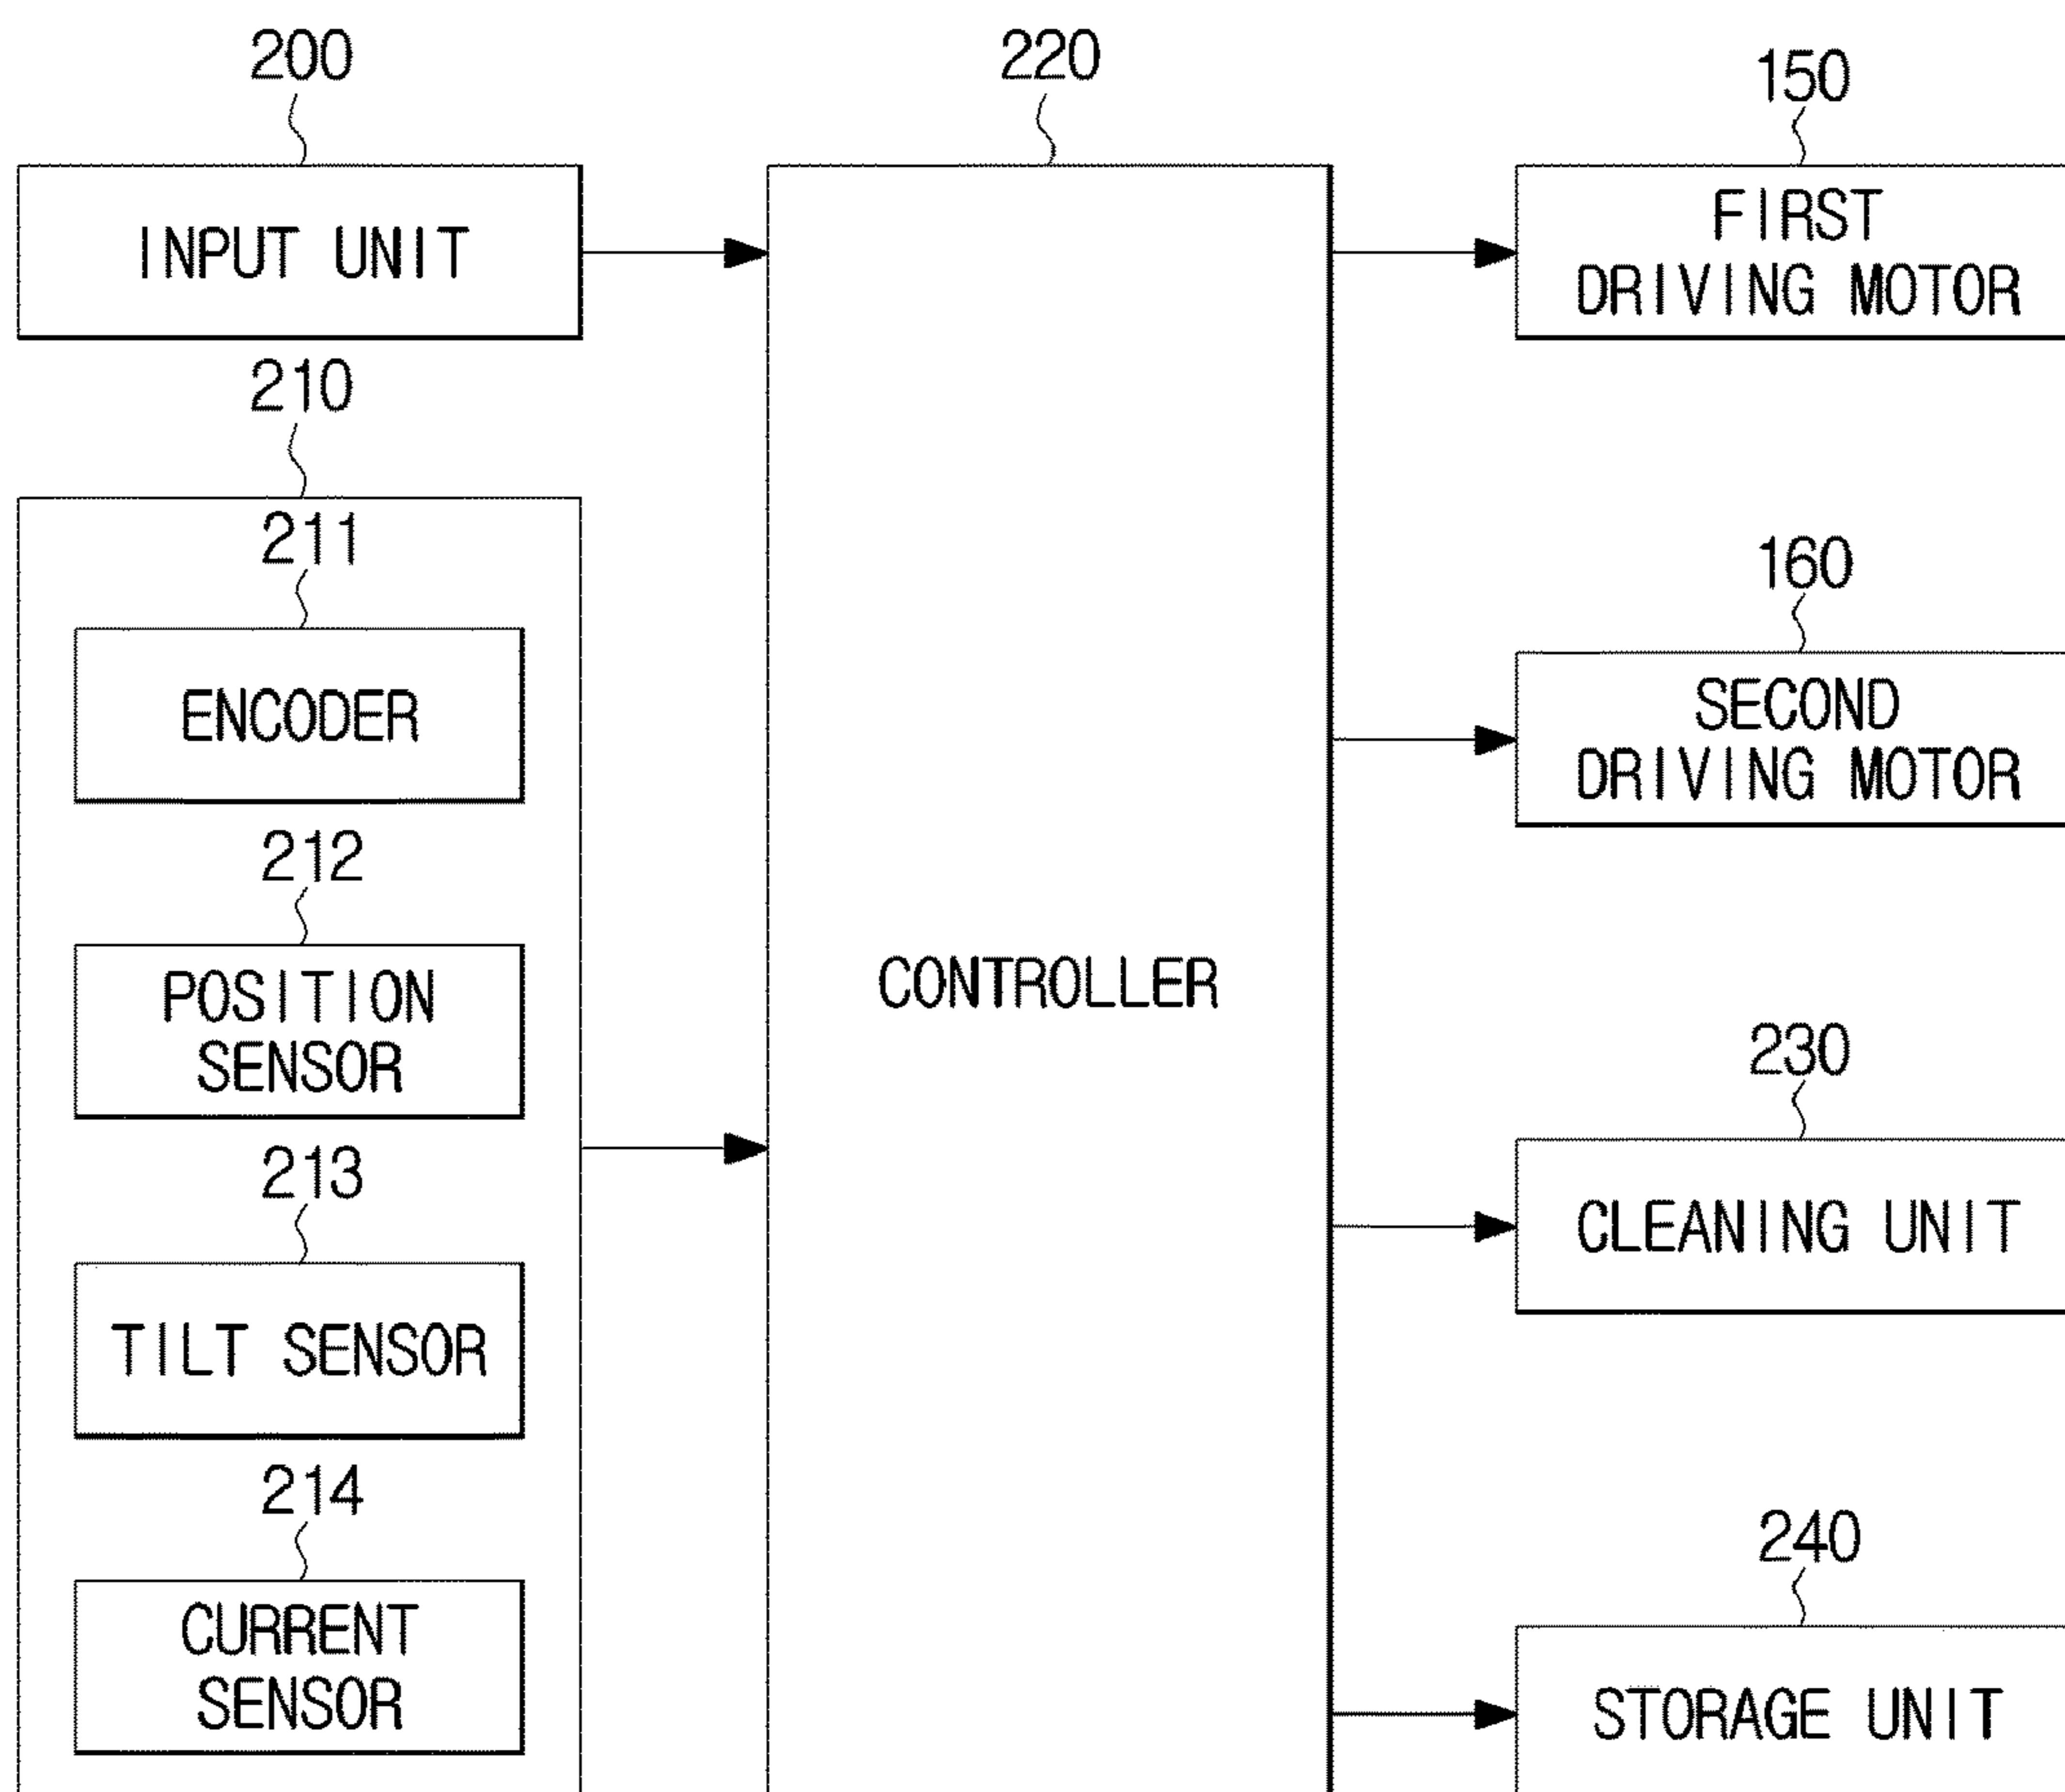 200
INPUT UNIT
210
211
ENCODER
212
POSITION
SENSOR
213
TILT SENSOR
214
CURRENT
SENSOR
220
CONTROLLER
150
FIRST
DRIVING MOTOR
160
SECOND
DRIVING MOTOR
230
CLEANING UNIT
240
STORAGE UNIT